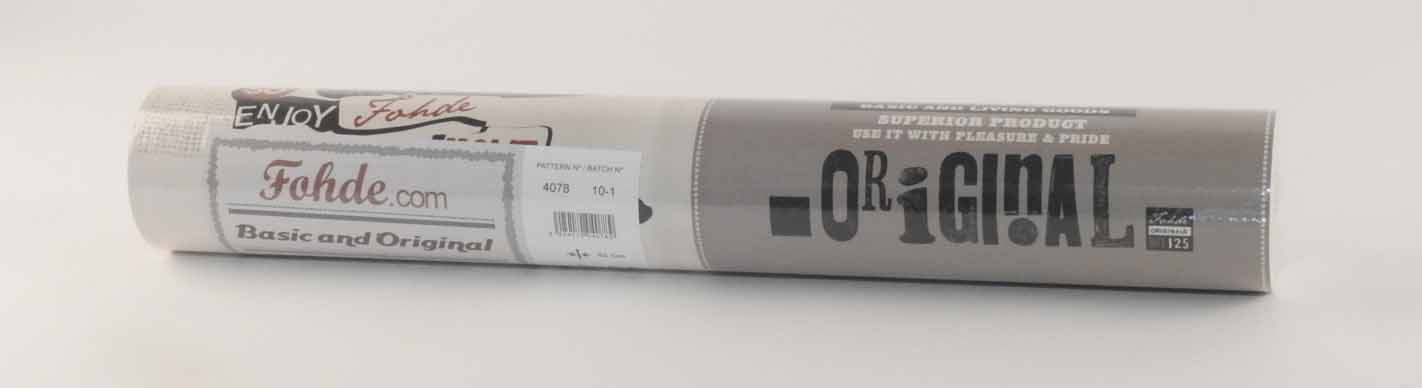 ENJOY Fohde
Fohde.com
Basic and Original
PATTERN N° / BATCH N°
4078 10-1
BASIC AND LIVING GOODS
SUPERIOR PRODUCT
USE IT WITH PLEASURE & PRIDE
ORiGINAL
Fohde
ORIGINALS
125